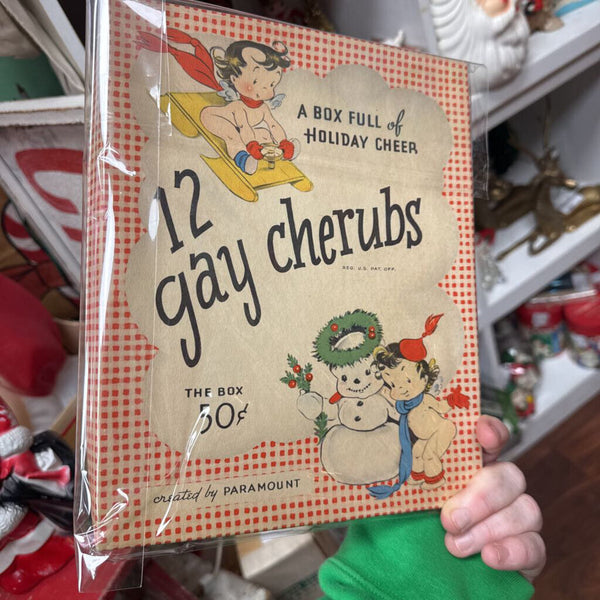 A BOX FULL of
HOLIDAY CHEER
12
gay cherubs
REG. U.S. PAT. OFF.
THE BOX
50¢
created by PARAMOUNT